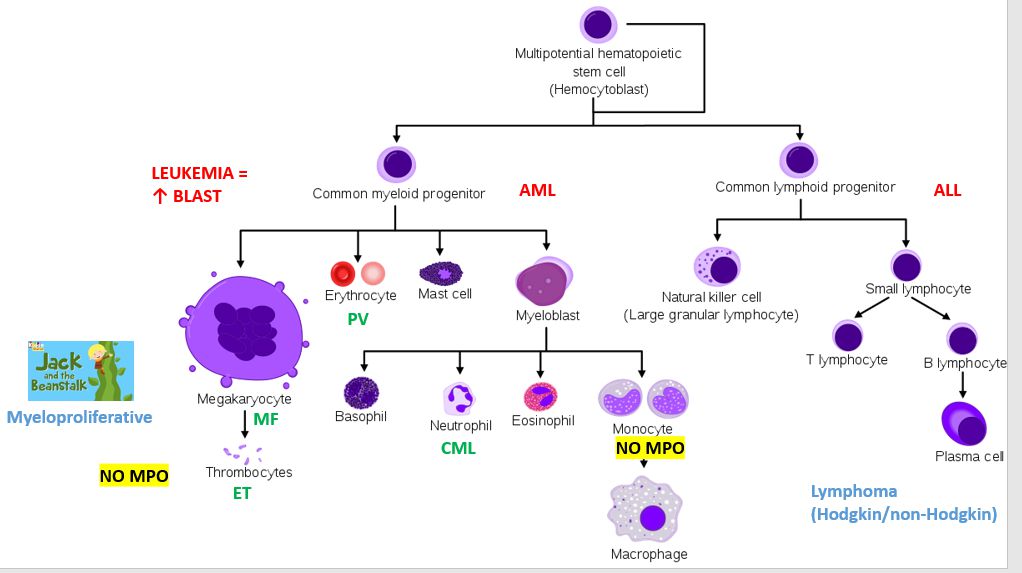 Multipotential hematopoietic
stem cell
(Hemocytoblast)
LEUKEMIA =
↑ BLAST
Common myeloid progenitor
AML
Common lymphoid progenitor
ALL
Erythrocyte
PV
Mast cell
Myeloblast
Natural killer cell
(Large granular lymphocyte)
Small lymphocyte
T lymphocyte
B lymphocyte
Jack
and the
Beanstalk
Myeloproliferative
Megakaryocyte
MF
Basophil
Neutrophil
CML
Eosinophil
Monocyte
NO MPO
Plasma cell
NO MPO
Thrombocytes
ET
Lymphoma
(Hodgkin/non-Hodgkin)
Macrophage